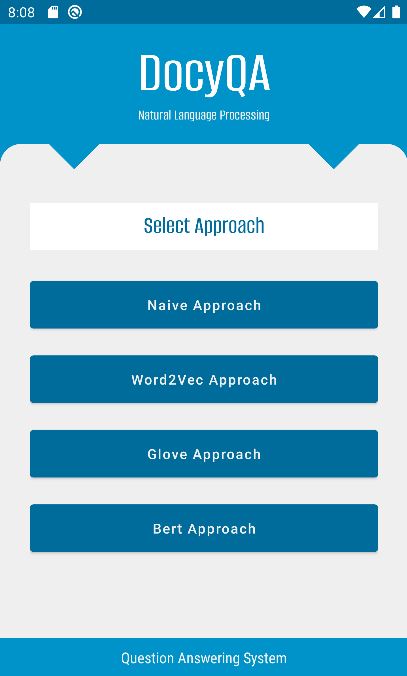 8:08
DocyQA
Natural Language Processing
Select Approach
Naive Approach
Word2Vec Approach
Glove Approach
Bert Approach
Question Answering System